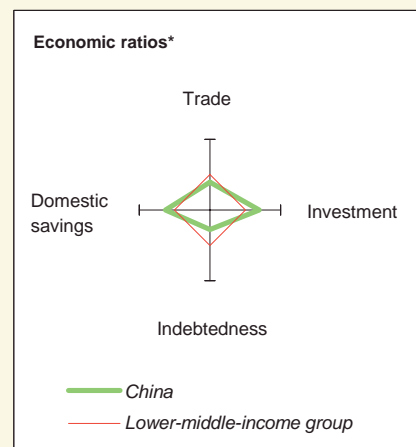 Economic ratios*
Trade
Domestic
savings
Investment
Indebtedness
China
Lower-middle-income group